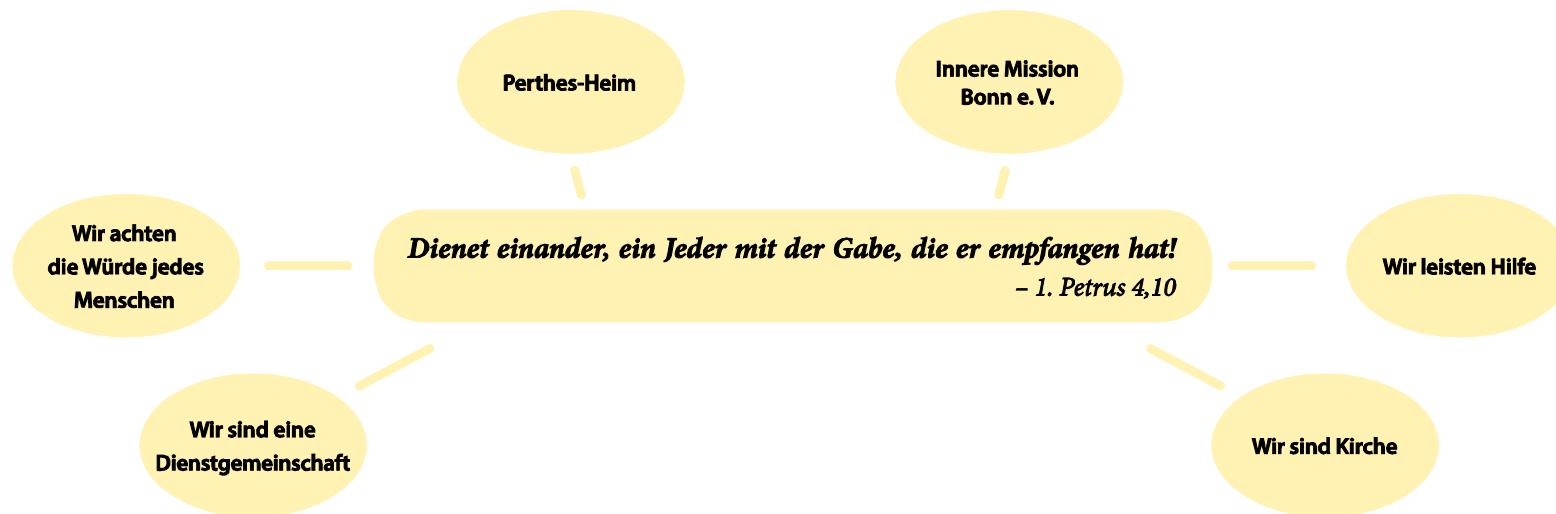 Perthes-Heim
Innere Mission
Bonn e. V.
Wir achten
die Würde jedes
Menschen
Dienet einander, ein Jeder mit der Gabe, die er empfangen hat!
– 1. Petrus 4,10
Wir leisten Hilfe
Wir sind eine
Dienstgemeinschaft
Wir sind Kirche